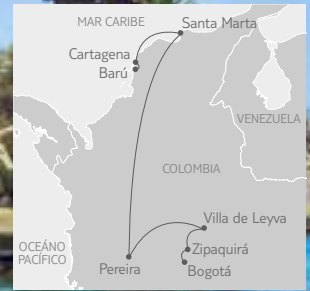 MAR CARIBE
Santa Marta
Cartagena
Barú
VENEZUELA
COLOMBIA
Villa de Leyva
OCEÁNO
PACÍFICO
Zipaquirá
Pereira
Bogotá